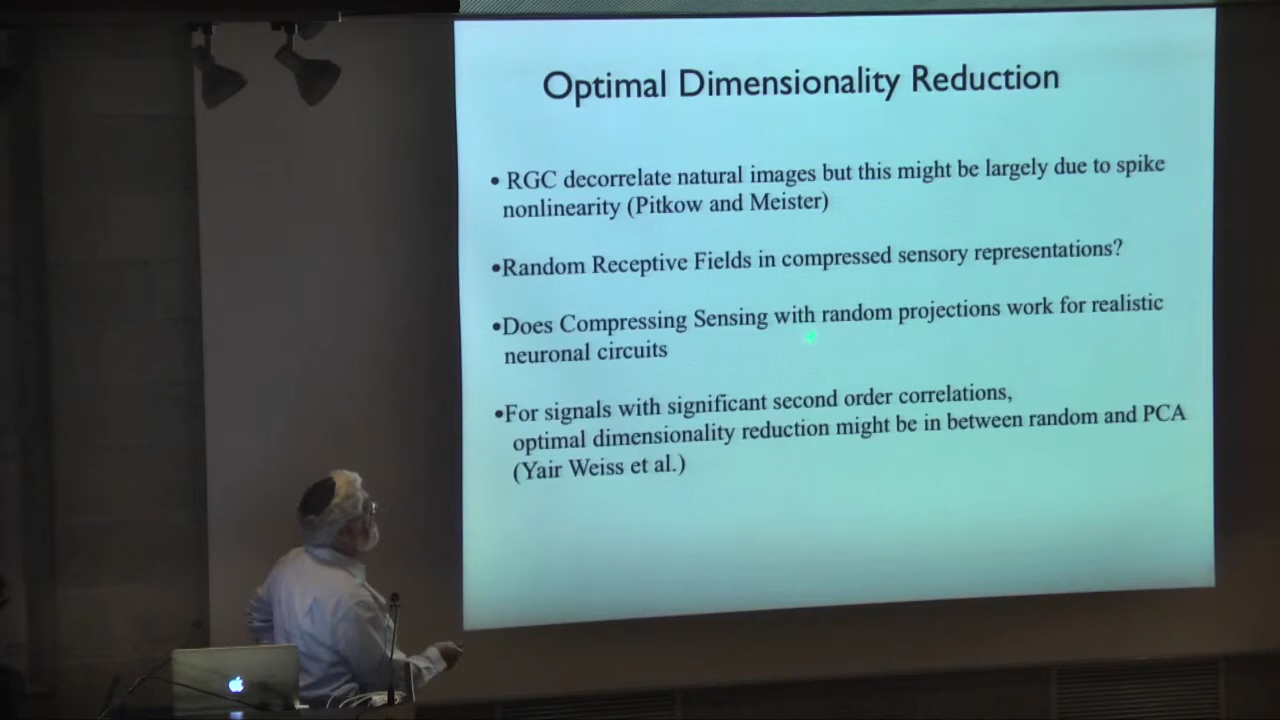 Optimal Dimensionality Reduction
• RGC decorrelate natural images but this might be largely due to spike
nonlinearity (Pitkow and Meister)
•Random Receptive Fields in compressed sensory representations?
•Does Compressing Sensing with random projections work for realistic
neuronal circuits
•For signals with significant second order correlations,
optimal dimensionality reduction might be in between random and PCA
(Yair Weiss et al.)